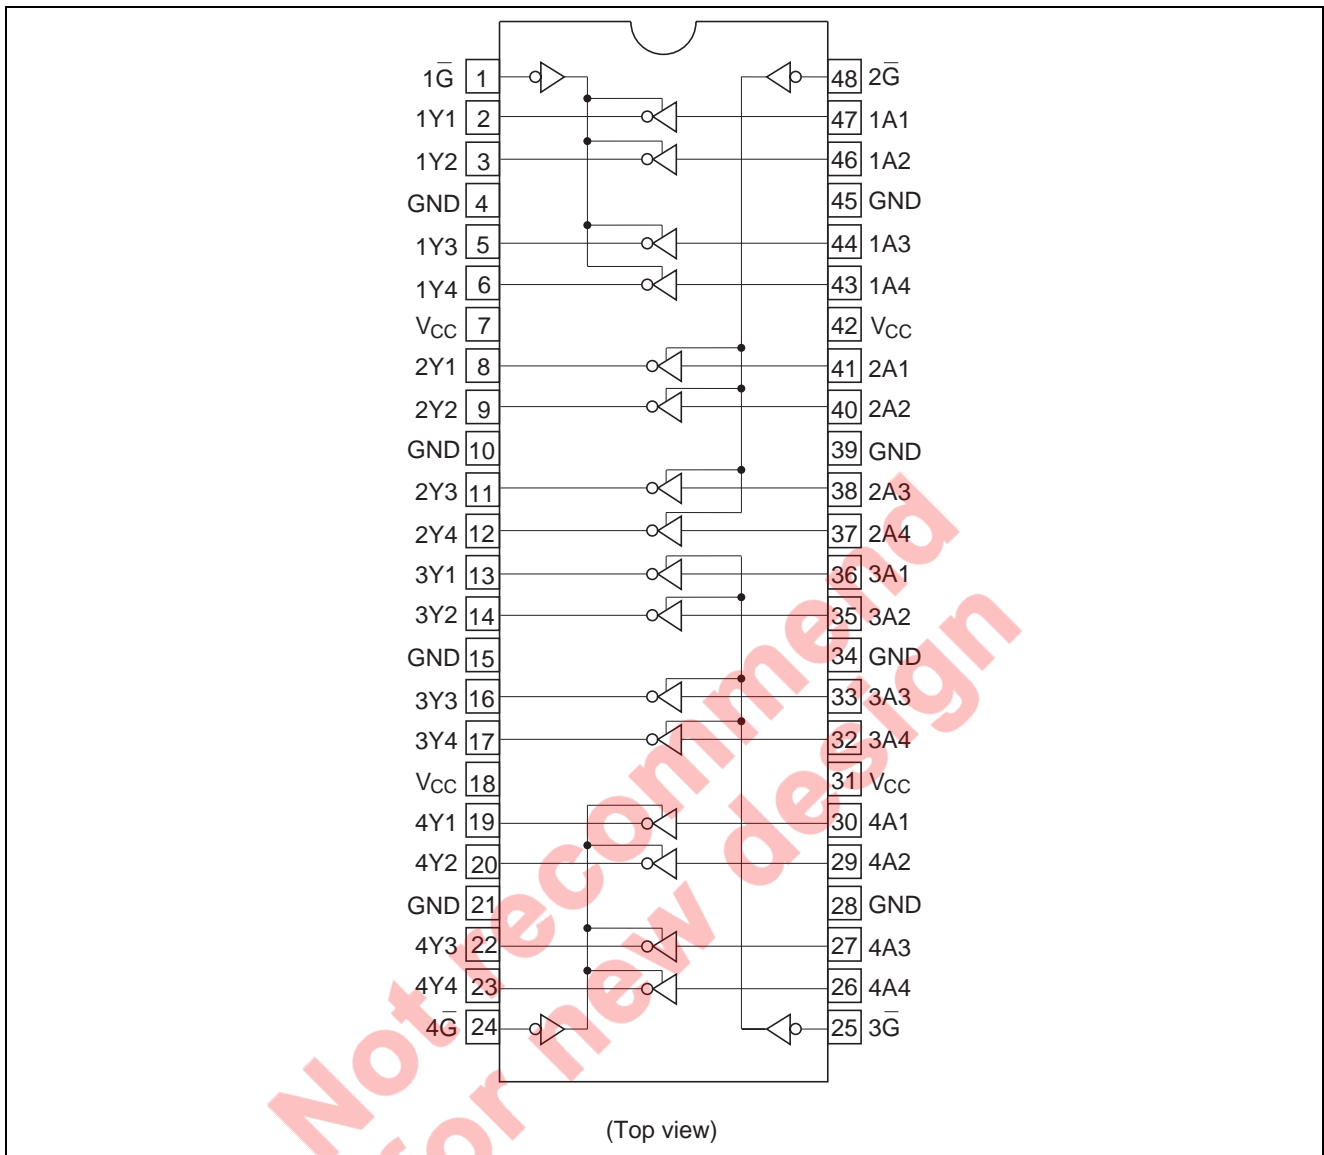 1G̅ 1 48 2G̅
1Y1 2 47 1A1
1Y2 3 46 1A2
GND 4 45 GND
1Y3 5 44 1A3
1Y4 6 43 1A4
VCC 7 42 VCC
2Y1 8 41 2A1
2Y2 9 40 2A2
GND 10 39 GND
2Y3 11 38 2A3
2Y4 12 37 2A4
3Y1 13 36 3A1
3Y2 14 35 3A2
GND 15 34 GND
3Y3 16 33 3A3
3Y4 17 32 3A4
VCC 18 31 VCC
4Y1 19 30 4A1
4Y2 20 29 4A2
GND 21 28 GND
4Y3 22 27 4A3
4Y4 23 26 4A4
4G̅ 24 25 3G̅
(Top view)
Not recommend
for new design